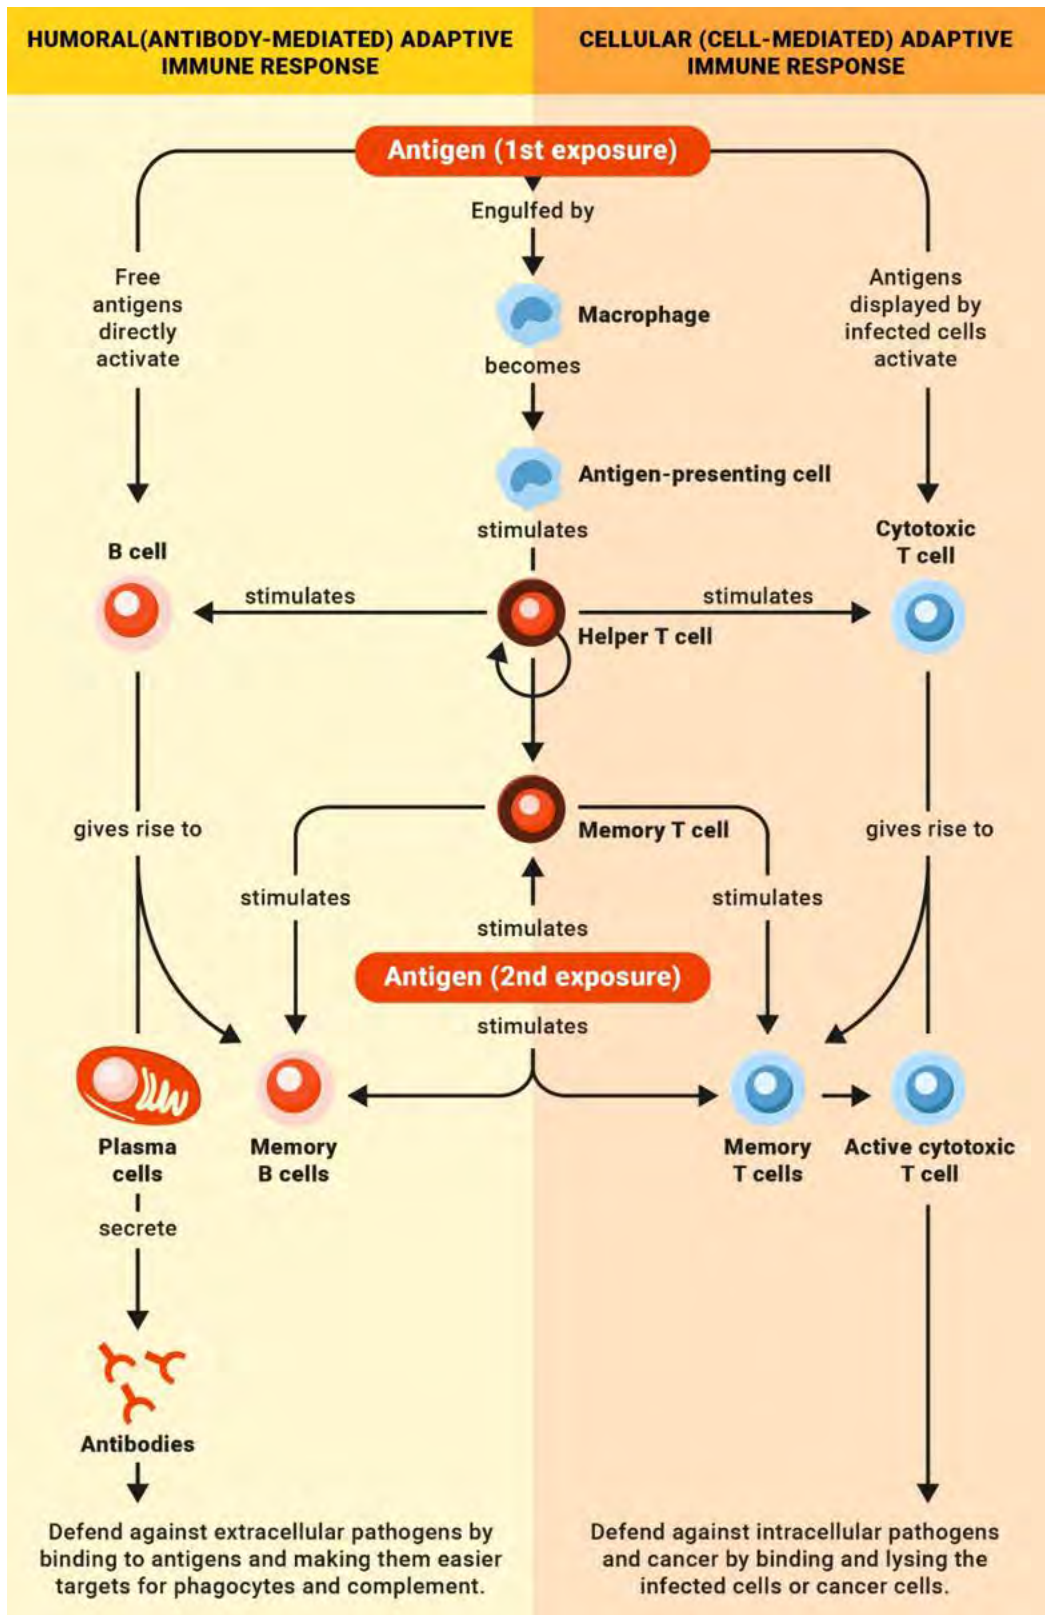 HUMORAL(ANTIBODY-MEDIATED) ADAPTIVE
IMMUNE RESPONSE
CELLULAR (CELL-MEDIATED) ADAPTIVE
IMMUNE RESPONSE
Antigen (1st exposure)
Engulfed by
Free
antigens
directly
activate
Antigens
displayed by
infected cells
activate
Macrophage
becomes
Antigen-presenting cell
stimulates
B cell
Cytotoxic
T cell
stimulates
stimulates
Helper T cell
Memory T cell
gives rise to
gives rise to
stimulates
stimulates
stimulates
Antigen (2nd exposure)
stimulates
Plasma
cells
Memory
B cells
Memory
T cells
Active cytotoxic
T cell
secrete
Antibodies
Defend against extracellular pathogens by
binding to antigens and making them easier
targets for phagocytes and complement.
Defend against intracellular pathogens
and cancer by binding and lysing the
infected cells or cancer cells.